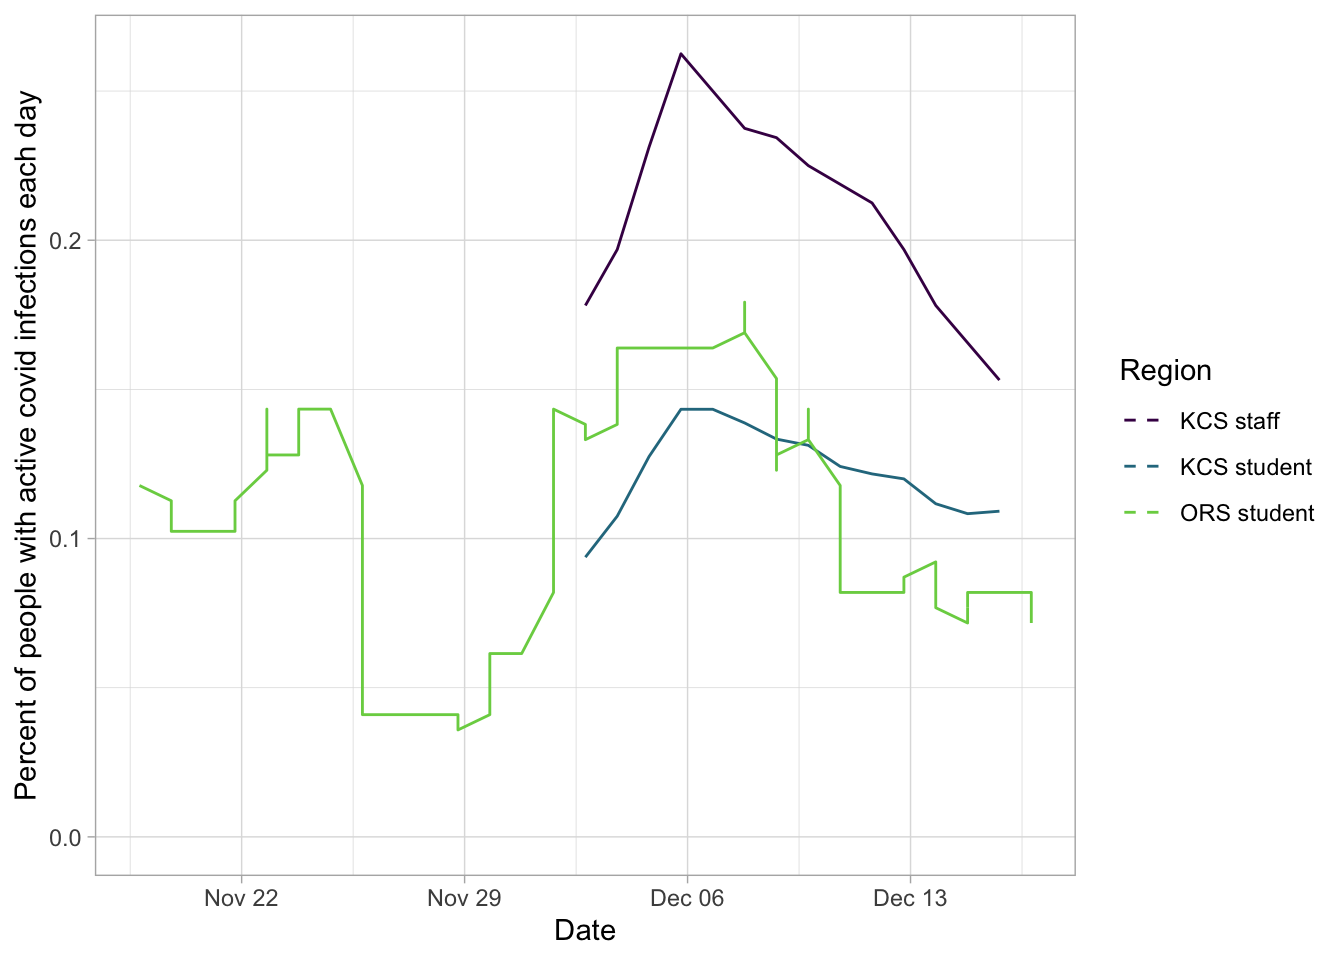 Percent of people with active covid infections each day
0.2
0.1
0.0
Nov 22
Nov 29
Dec 06
Dec 13
Date
Region
KCS staff
KCS student
ORS student